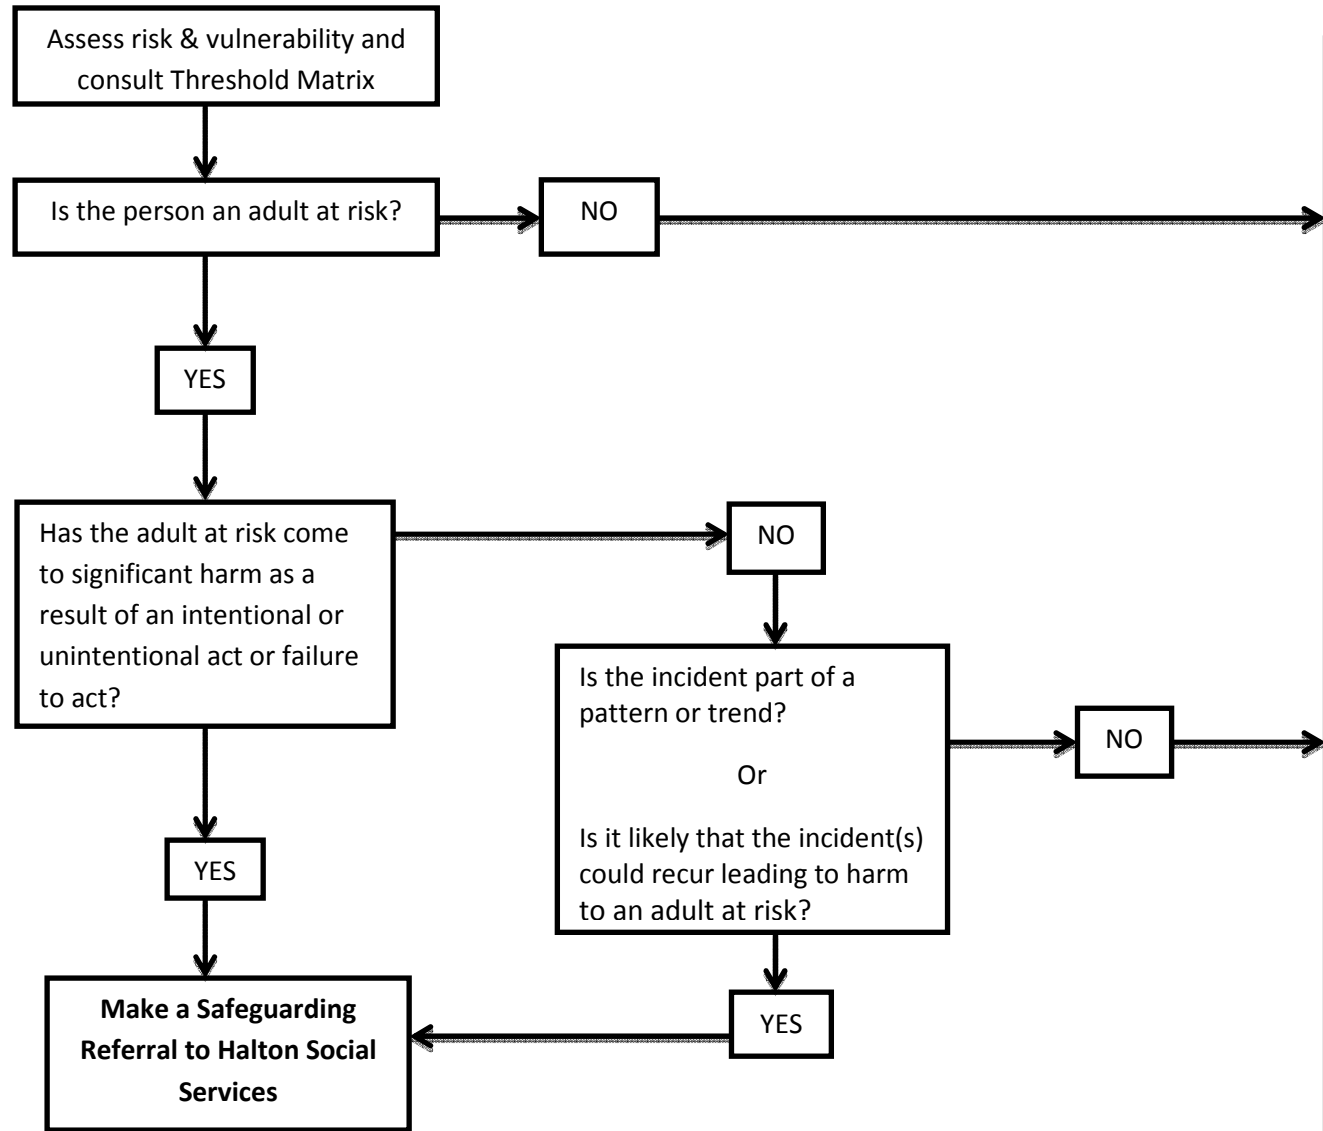 Assess risk & vulnerability and
consult Threshold Matrix
Is the person an adult at risk?
NO
YES
Has the adult at risk come
to significant harm as a
result of an intentional or
unintentional act or failure
to act?
NO
Is the incident part of a
pattern or trend?
Or
Is it likely that the incident(s)
could recur leading to harm
to an adult at risk?
NO
YES
YES
Make a Safeguarding
Referral to Halton Social
Services